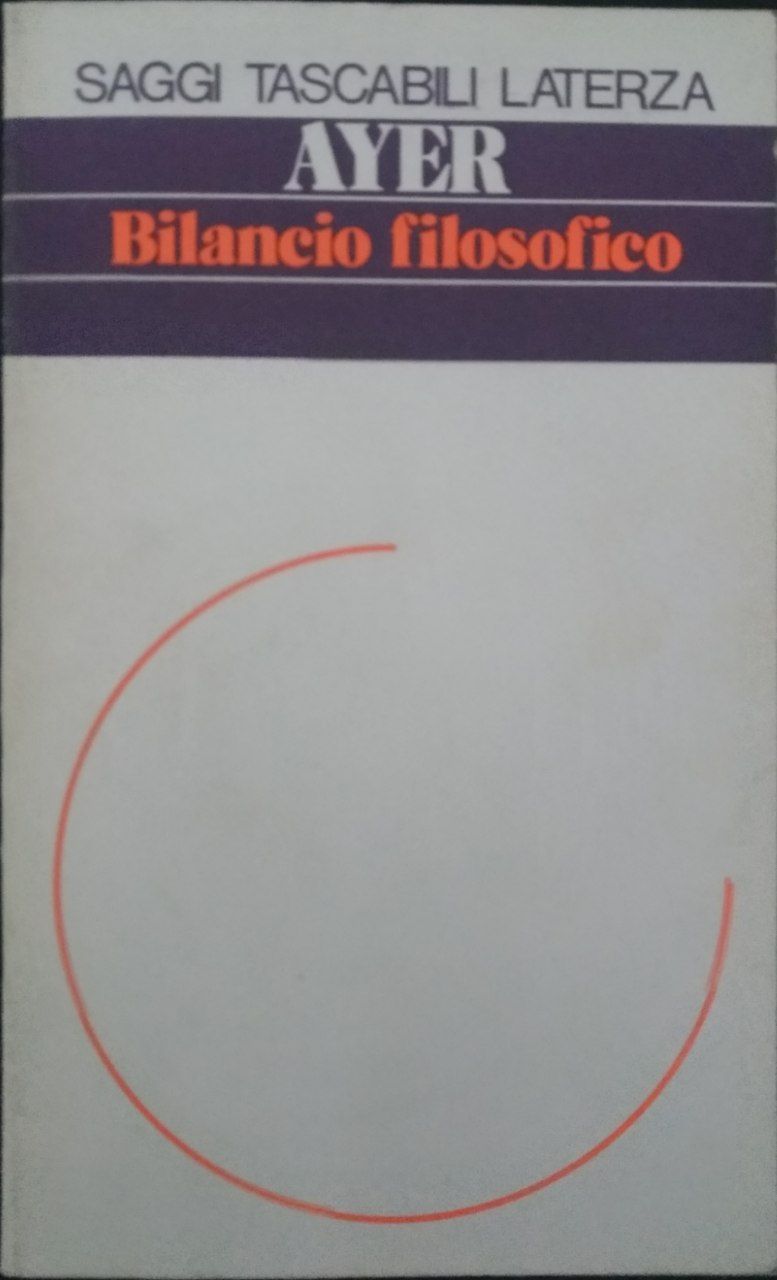 SAGGI TASCABILI LATERZA
AYER
Bilancio filosofico